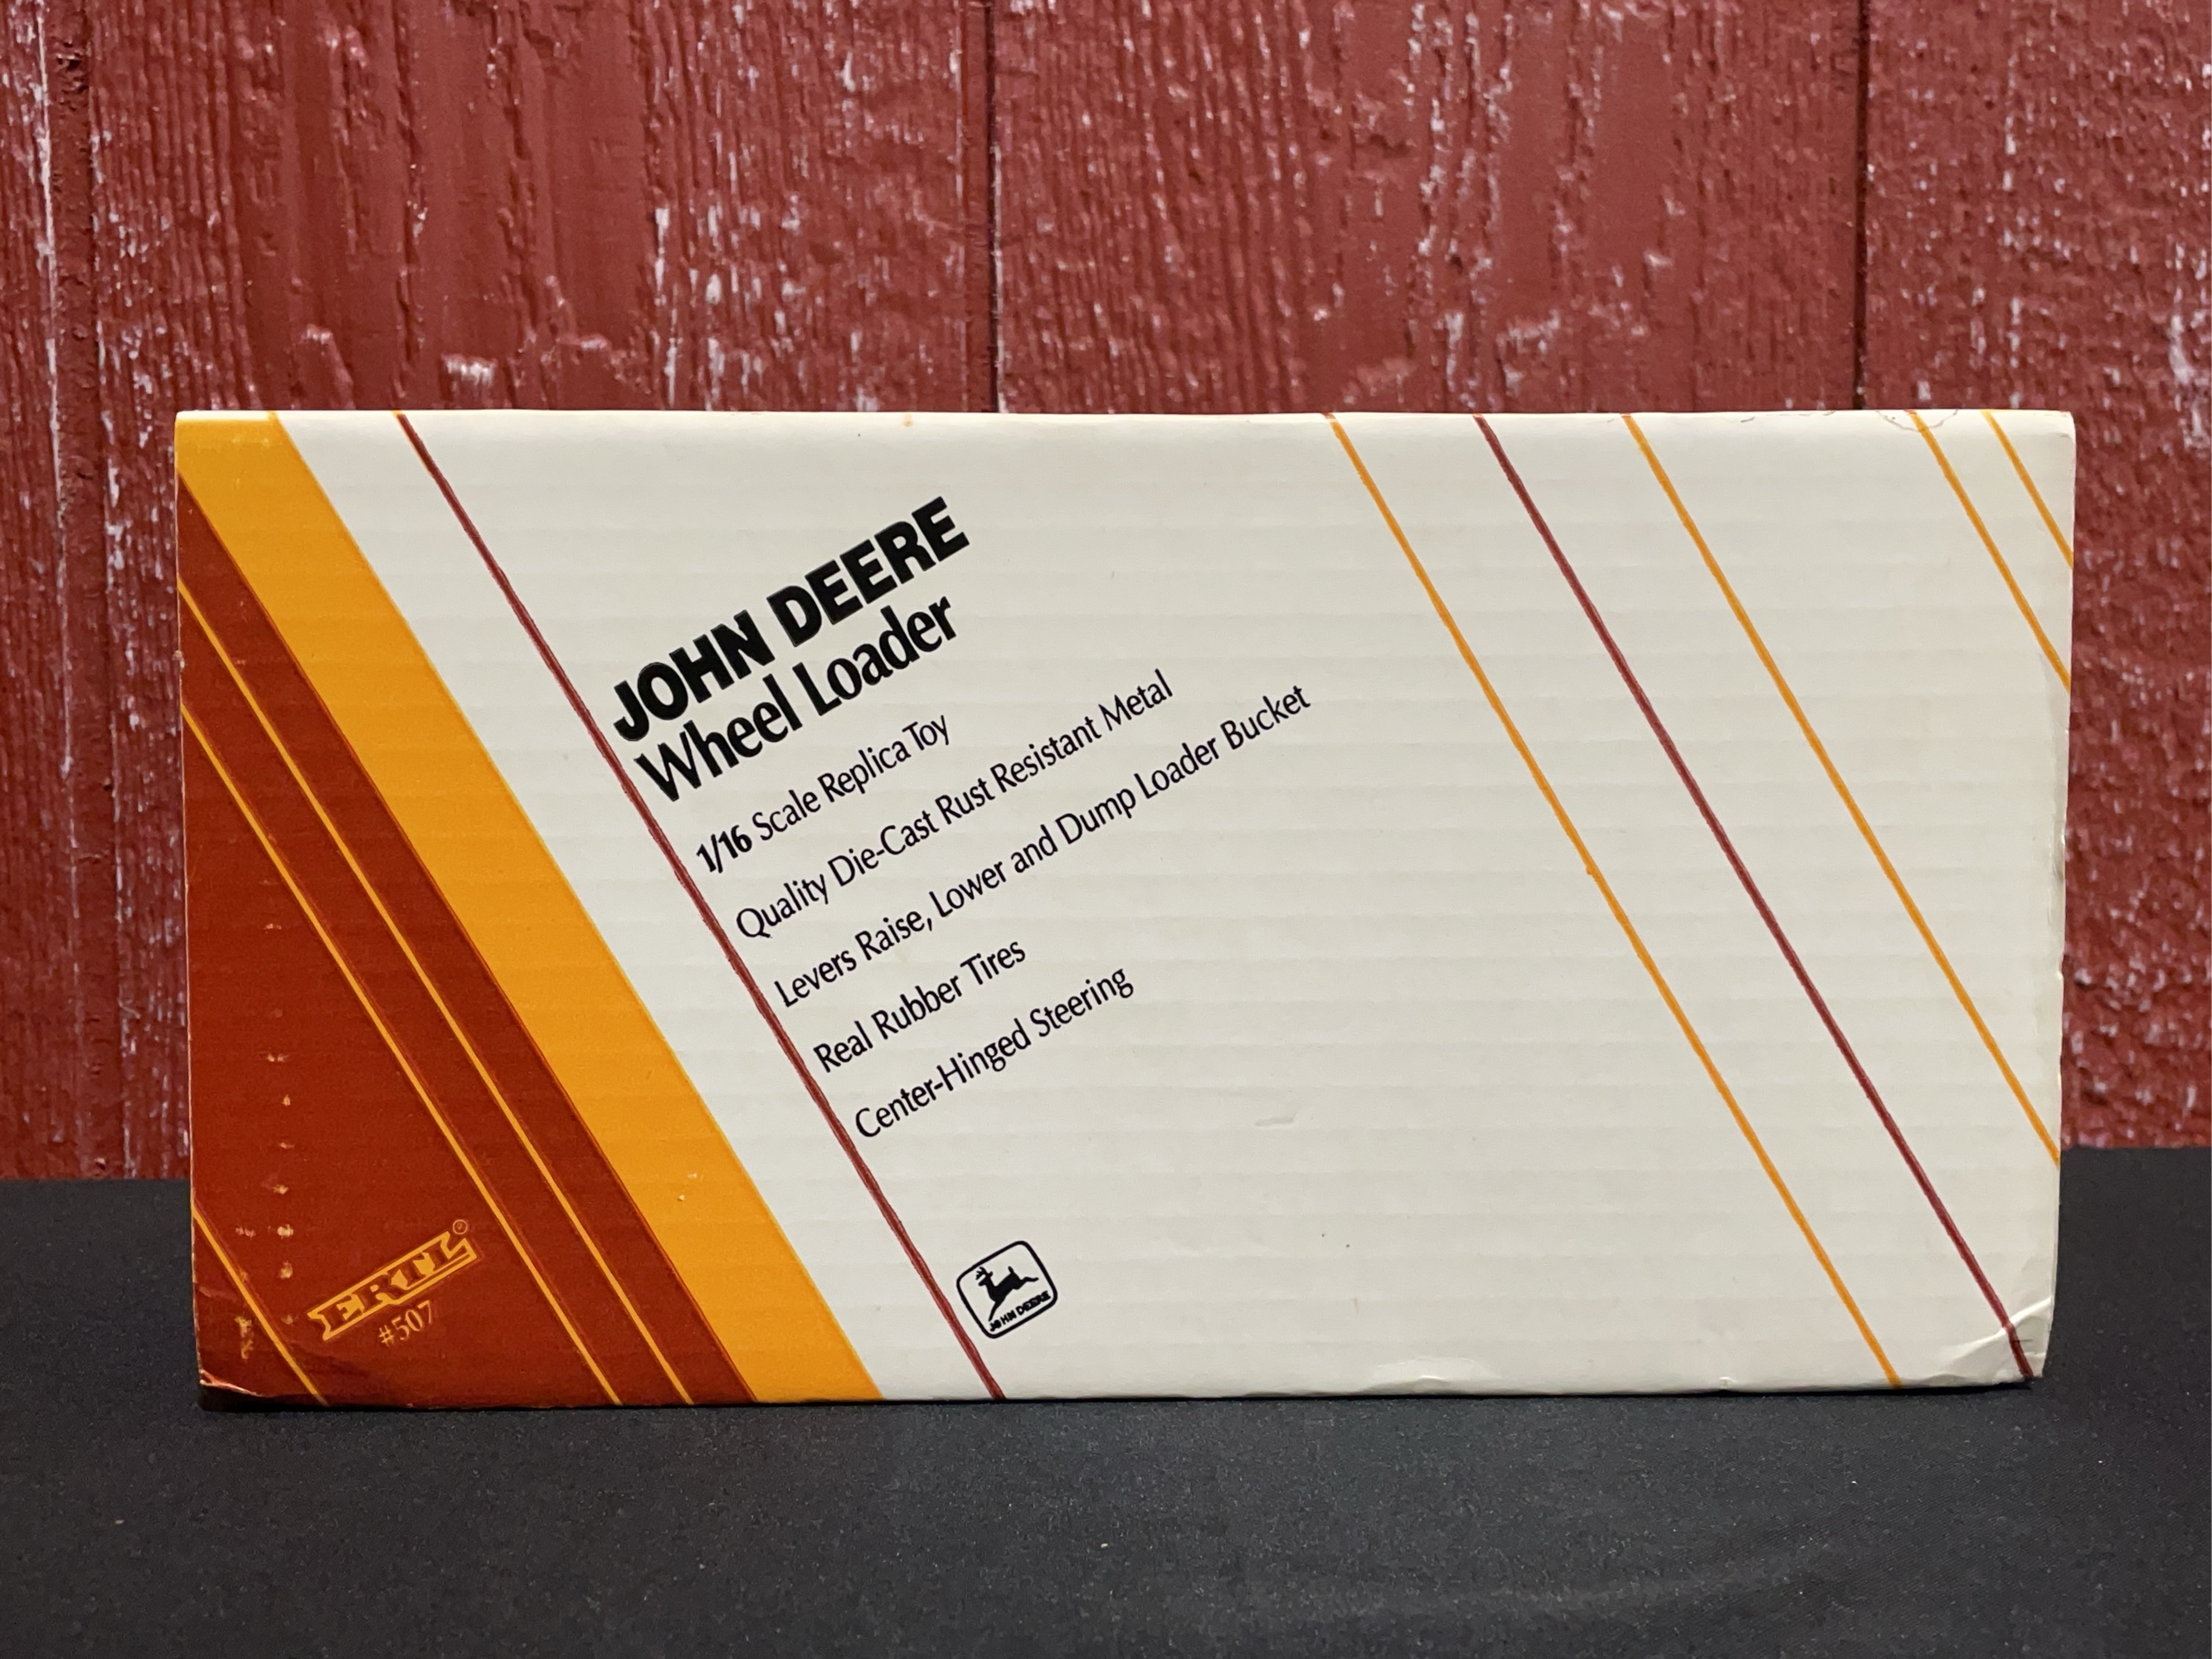 JOHN DEERE
Wheel Loader
1/16 Scale Replica Toy
Quality Die-Cast Rust Resistant Metal
Levers Raise, Lower and Dump Loader Bucket
Real Rubber Tires
Center-Hinged Steering
ERTL®
#507
JOHN DEERE